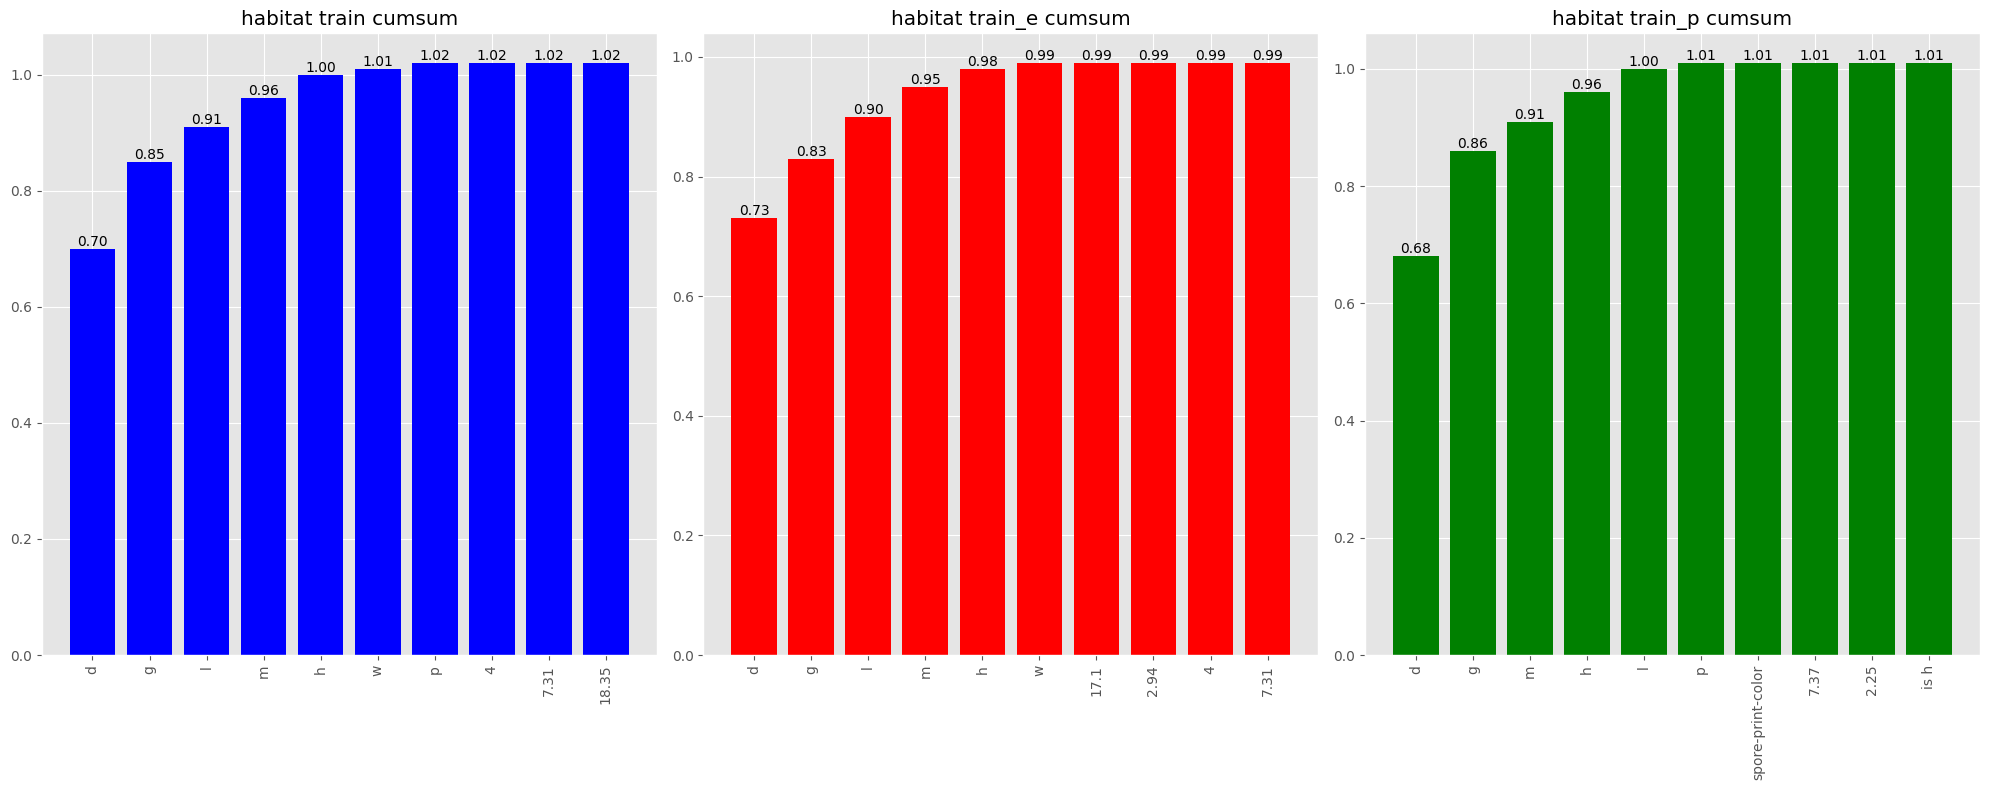 habitat train cumsum
1.0
0.8
0.6
0.4
0.2
0.0
0.70
0.85
0.91
0.96
1.00
1.01
1.02
1.02
1.02
1.02
d
g
l
m
h
w
p
4
7.31
18.35
habitat train_e cumsum
1.0
0.8
0.6
0.4
0.2
0.0
0.73
0.83
0.90
0.95
0.98
0.99
0.99
0.99
0.99
0.99
d
g
l
m
h
w
17.1
2.94
4
7.31
habitat train_p cumsum
1.0
0.8
0.6
0.4
0.2
0.0
0.68
0.86
0.91
0.96
1.00
1.01
1.01
1.01
1.01
1.01
d
g
m
h
l
p
spore-print-color
7.37
2.25
is h